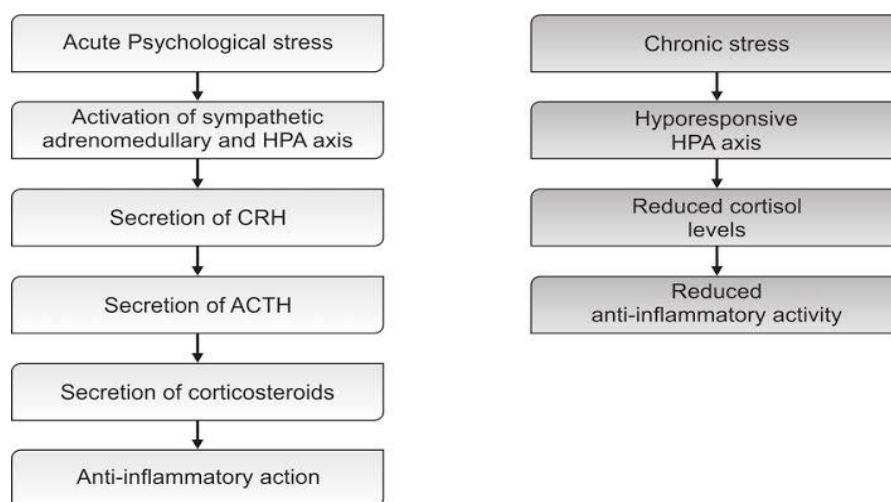 Acute Psychological stress
Activation of sympathetic
adrenomedullary and HPA axis
Secretion of CRH
Secretion of ACTH
Secretion of corticosteroids
Anti-inflammatory action
Chronic stress
Hyporesponsive
HPA axis
Reduced cortisol
levels
Reduced
anti-inflammatory activity